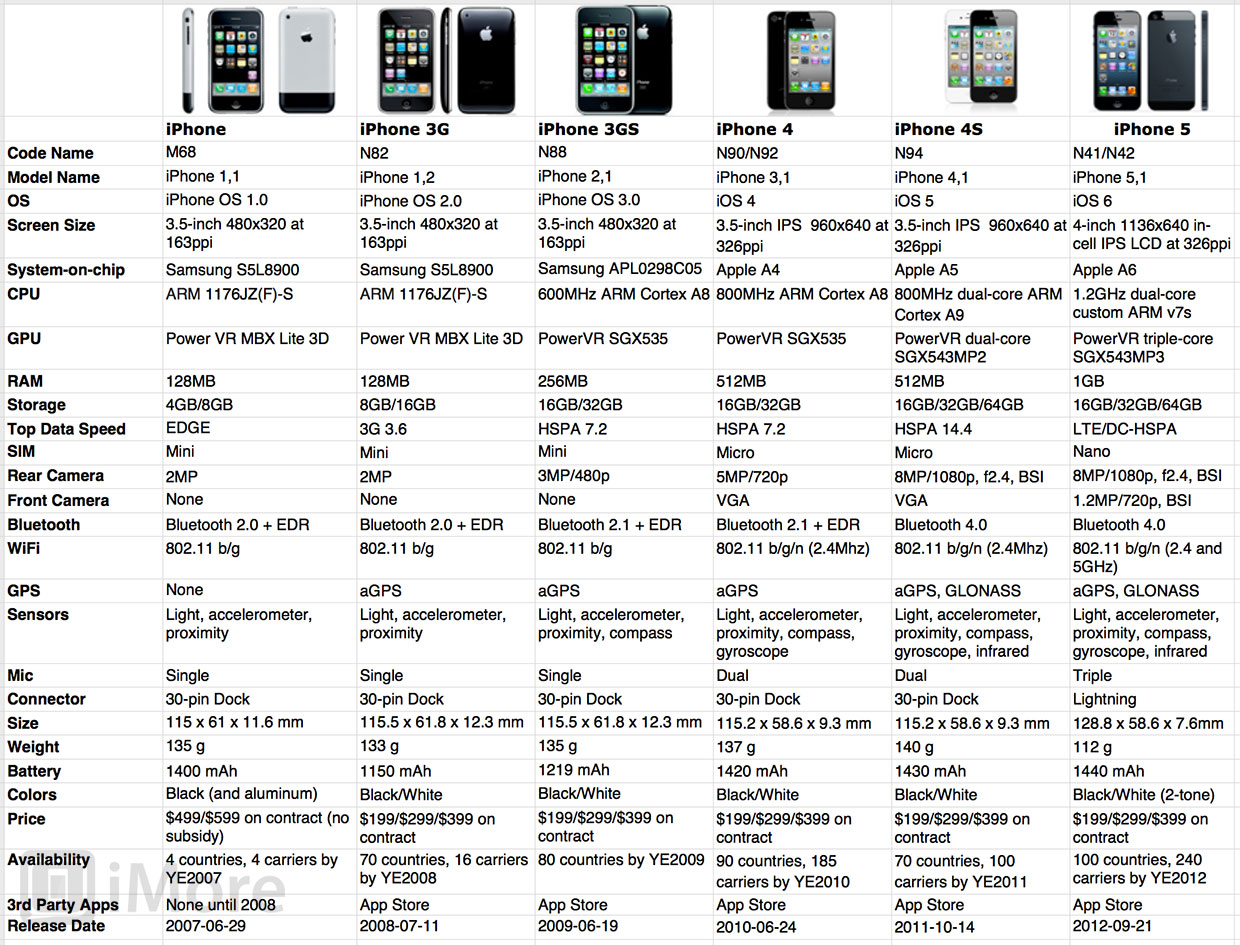 iPhone iPhone 3G iPhone 3GS iPhone 4 iPhone 4S iPhone 5
Code Name M68 N82 N88 N90/N92 N94 N41/N42
Model Name iPhone 1,1 iPhone 1,2 iPhone 2,1 iPhone 3,1 iPhone 4,1 iPhone 5,1
OS iPhone OS 1.0 iPhone OS 2.0 iPhone OS 3.0 iOS 4 iOS 5 iOS 6
Screen Size 3.5-inch 480x320 at 3.5-inch 480x320 at 3.5-inch 480x320 at 3.5-inch IPS 960x640 at 3.5-inch IPS 960x640 at 4-inch 1136x640 in-
163ppi 163ppi 163ppi 326ppi 326ppi cell IPS LCD at 326ppi
System-on-chip Samsung S5L8900 Samsung S5L8900 Samsung APL0298C05 Apple A4 Apple A5 Apple A6
CPU ARM 1176JZ(F)-S ARM 1176JZ(F)-S 600MHz ARM Cortex A8 800MHz ARM Cortex A8 800MHz dual-core ARM 1.2GHz dual-core
Cortex A9 custom ARM v7s
GPU Power VR MBX Lite 3D Power VR MBX Lite 3D PowerVR SGX535 PowerVR SGX535 PowerVR dual-core PowerVR triple-core
SGX543MP2 SGX543MP3
RAM 128MB 128MB 256MB 512MB 512MB 1GB
Storage 4GB/8GB 8GB/16GB 16GB/32GB 16GB/32GB 16GB/32GB/64GB 16GB/32GB/64GB
Top Data Speed EDGE 3G 3.6 HSPA 7.2 HSPA 7.2 HSPA 14.4 LTE/DC-HSPA
SIM Mini Mini Mini Micro Micro Nano
Rear Camera 2MP 2MP 3MP/480p 5MP/720p 8MP/1080p, f2.4, BSI 8MP/1080p, f2.4, BSI
Front Camera None None None VGA VGA 1.2MP/720p, BSI
Bluetooth Bluetooth 2.0 + EDR Bluetooth 2.0 + EDR Bluetooth 2.1 + EDR Bluetooth 2.1 + EDR Bluetooth 4.0 Bluetooth 4.0
WiFi 802.11 b/g 802.11 b/g 802.11 b/g 802.11 b/g/n (2.4Mhz) 802.11 b/g/n (2.4Mhz) 802.11 b/g/n (2.4 and
5GHz)
GPS None aGPS aGPS aGPS aGPS, GLONASS aGPS, GLONASS
Sensors Light, accelerometer, Light, accelerometer, Light, accelerometer, Light, accelerometer, Light, accelerometer, Light, accelerometer,
proximity proximity proximity, compass proximity, compass, proximity, compass, proximity, compass,
gyroscope gyroscope, infrared gyroscope, infrared
Mic Single Single Single Dual Dual Triple
Connector 30-pin Dock 30-pin Dock 30-pin Dock 30-pin Dock 30-pin Dock Lightning
Size 115 x 61 x 11.6 mm 115.5 x 61.8 x 12.3 mm 115.5 x 61.8 x 12.3 mm 115.2 x 58.6 x 9.3 mm 115.2 x 58.6 x 9.3 mm 128.8 x 58.6 x 7.6mm
Weight 135 g 133 g 135 g 137 g 140 g 112 g
Battery 1400 mAh 1150 mAh 1219 mAh 1420 mAh 1430 mAh 1440 mAh
Colors Black (and aluminum) Black/White Black/White Black/White Black/White Black/White (2-tone)
Price $499/$599 on contract (no $199/$299/$399 on $199/$299/$399 on $199/$299/$399 on $199/$299/$399 on $199/$299/$399 on
subsidy) contract contract contract contract contract
Availability 4 countries, 4 carriers by 70 countries, 16 carriers 80 countries by YE2009 90 countries, 185 70 countries, 100 100 countries, 240
YE2007 by YE2008 carriers by YE2010 carriers by YE2011 carriers by YE2012
iMore
3rd Party Apps None until 2008 App Store App Store App Store App Store App Store
Release Date 2007-06-29 2008-07-11 2009-06-19 2010-06-24 2011-10-14 2012-09-21